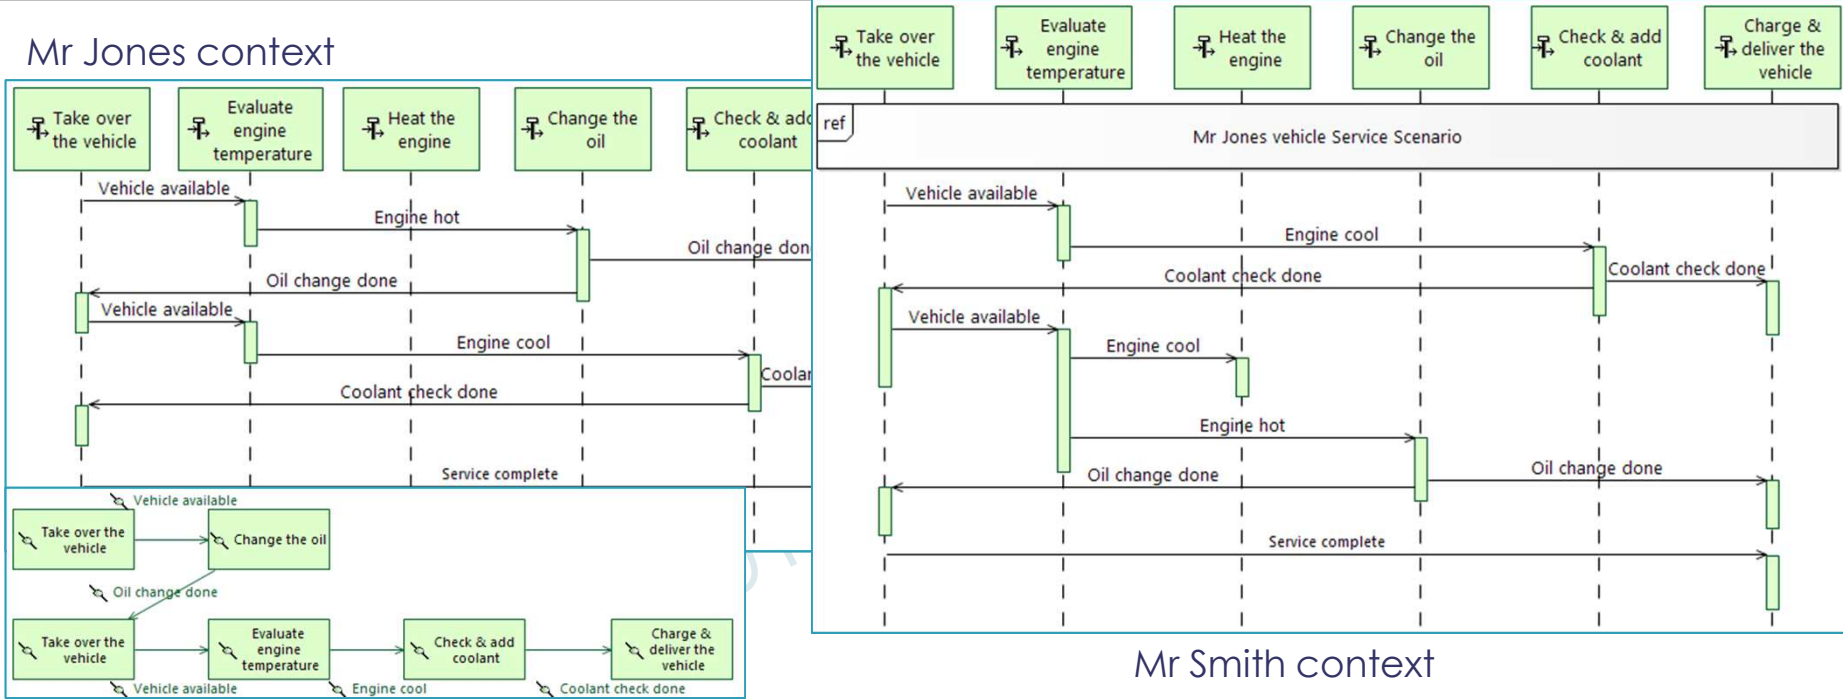 Mr Jones context
Take over
the vehicle
Evaluate
engine
temperature
Heat the
engine
Change the
oil
Check & add
coolant
Vehicle available
Engine hot
Oil change don
Oil change done
Vehicle available
Engine cool
Coolan
Coolant check done
Service complete
Vehicle available
Take over the
vehicle
Change the oil
Oil change done
Take over the
vehicle
Evaluate
engine
temperature
Check & add
coolant
Charge &
deliver the
vehicle
Vehicle available
Engine cool
Coolant check done
Take over
the vehicle
Evaluate
engine
temperature
Heat the
engine
Change the
oil
Check & add
coolant
Charge &
deliver the
vehicle
ref
Mr Jones vehicle Service Scenario
Vehicle available
Engine cool
Coolant check done
Coolant check done
Vehicle available
Engine cool
Engine hot
Oil change done
Oil change done
Service complete
Mr Smith context